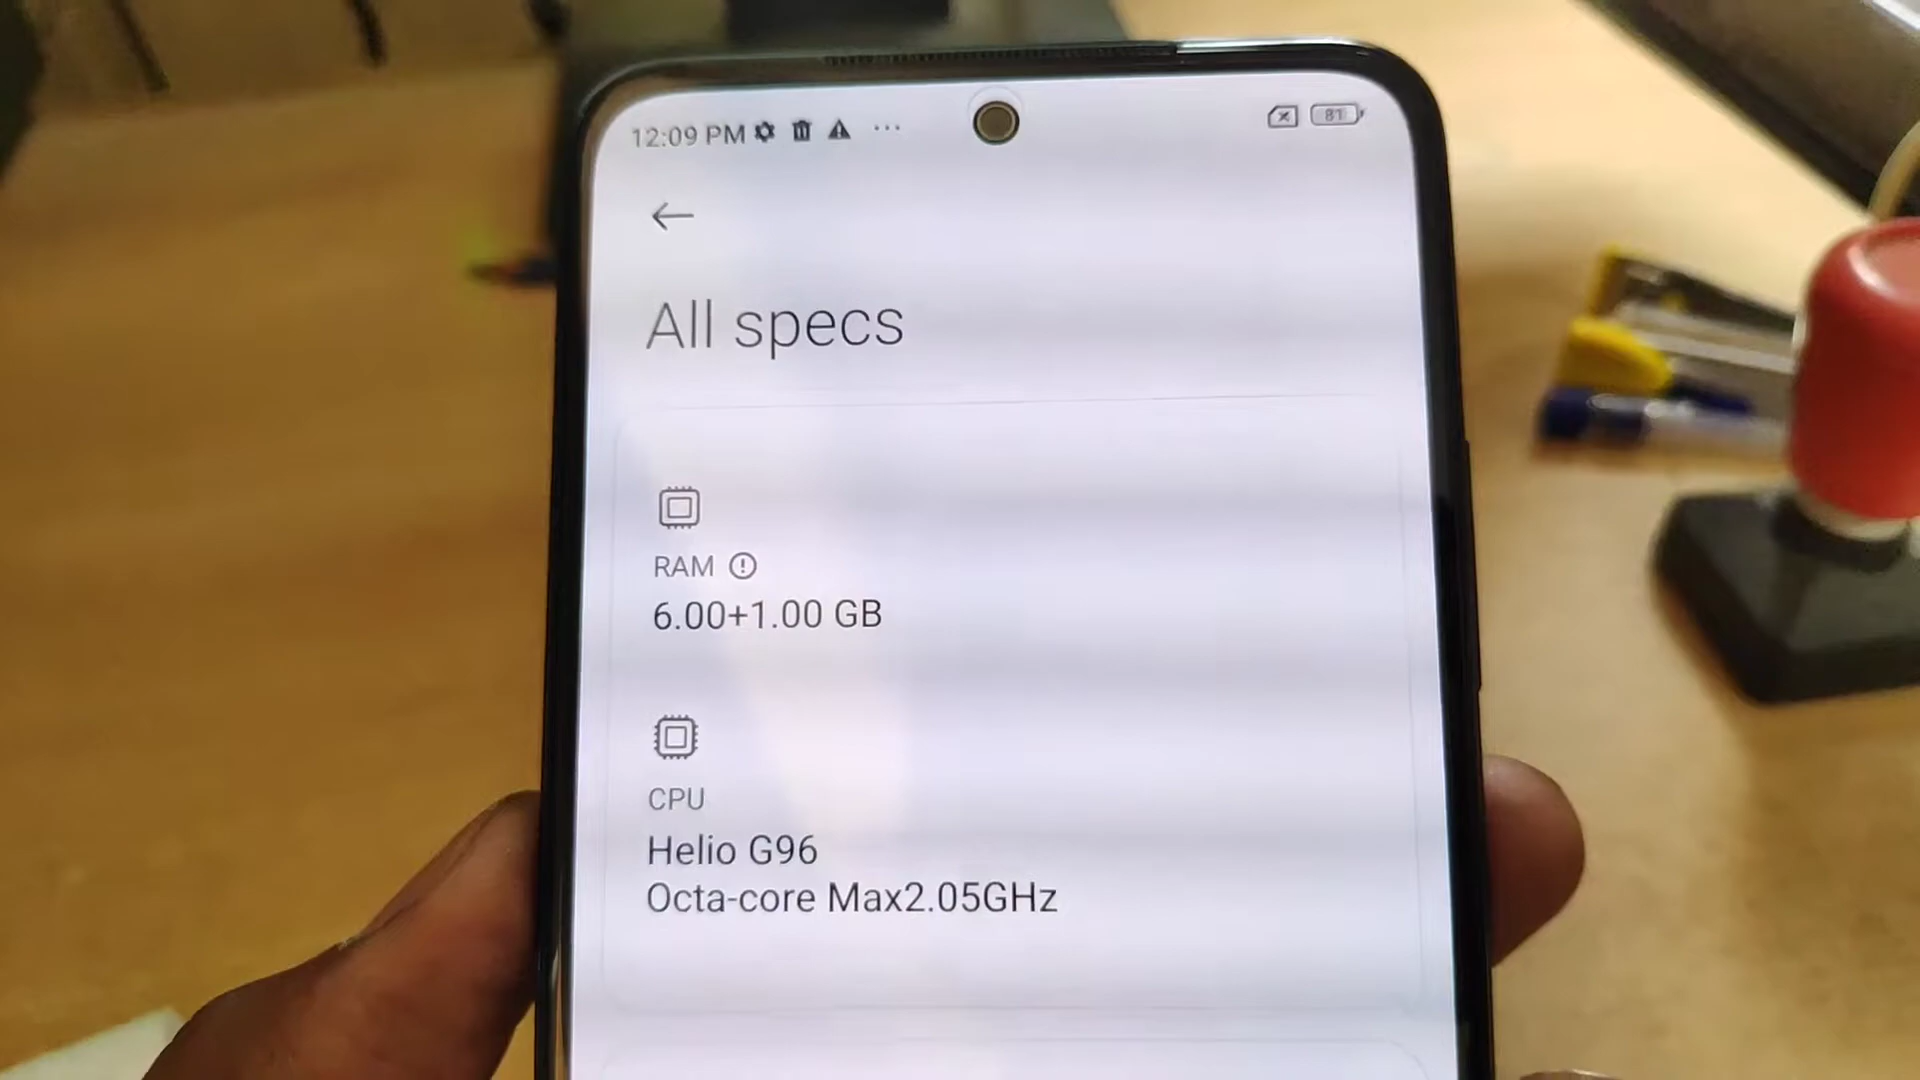 12:09 PM
81
All specs
RAM
6.00+1.00 GB
CPU
Helio G96
Octa-core Max2.05GHz